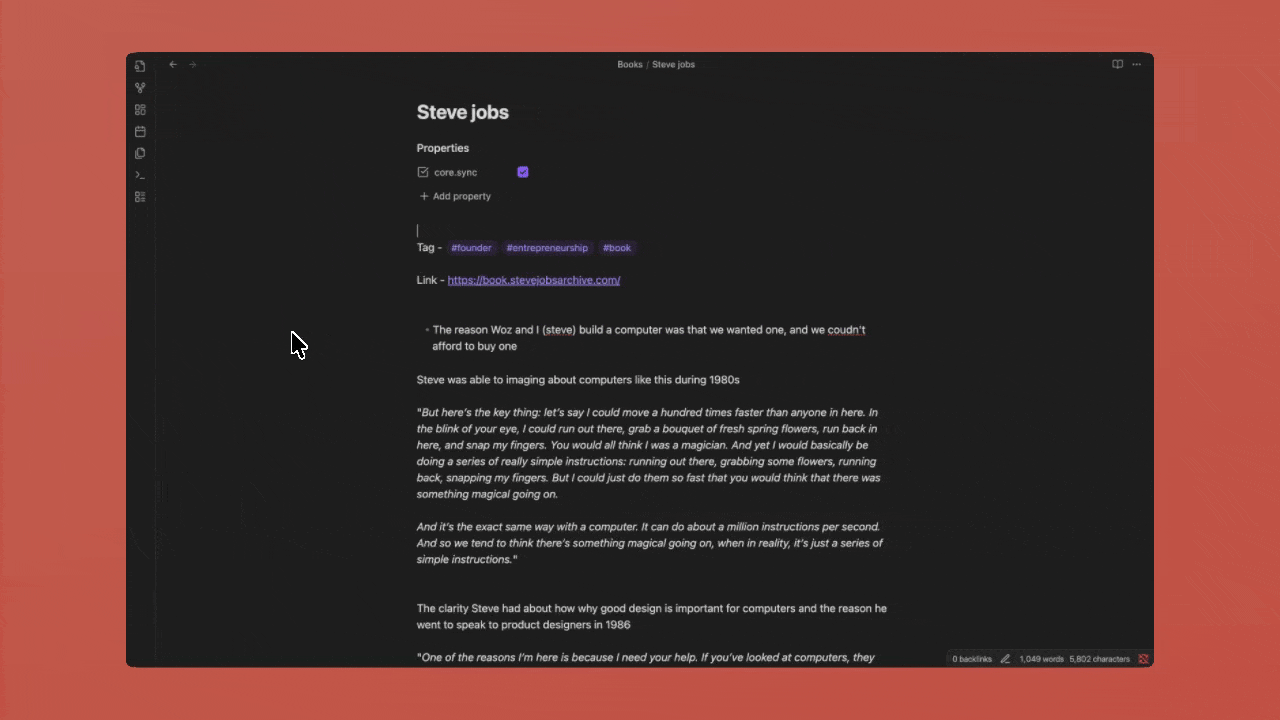 Books / Steve jobs
Steve jobs
Properties
core.sync
+ Add property
Tag - #founder #entrepreneurship #book
Link - https://book.stevejobsarchive.com/
• The reason Woz and I (steve) build a computer was that we wanted one, and we coudn't
afford to buy one
Steve was able to imaging about computers like this during 1980s
"But here's the key thing: let's say I could move a hundred times faster than anyone in here. In
the blink of your eye, I could run out there, grab a bouquet of fresh spring flowers, run back in
here, and snap my fingers. You would all think I was a magician. And yet I would basically be
doing a series of really simple instructions: running out there, grabbing some flowers, running
back, snapping my fingers. But I could just do them so fast that you would think that there was
something magical going on.
And it's the exact same way with a computer. It can do about a million instructions per second.
And so we tend to think there's something magical going on, when in reality, it's just a series of
simple instructions."
The clarity Steve had about how why good design is important for computers and the reason he
went to speak to product designers in 1986
"One of the reasons I'm here is because I need your help. If you've looked at computers, they
0 backlinks 1,049 words 5,802 characters